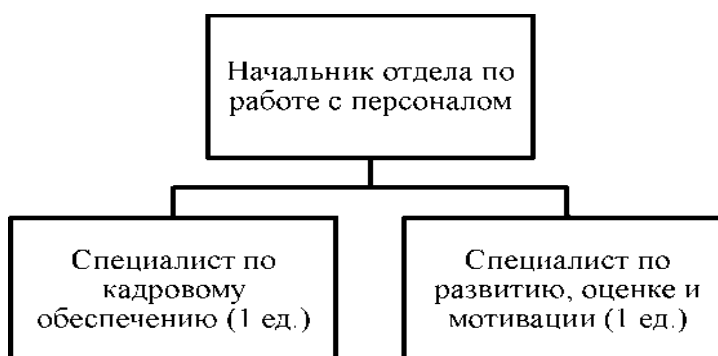 Начальник отдела по
работе с персоналом
Специалист по
кадровому
обеспечению (1 ед.)
Специалист по
развитию, оценке и
мотивации (1 ед.)